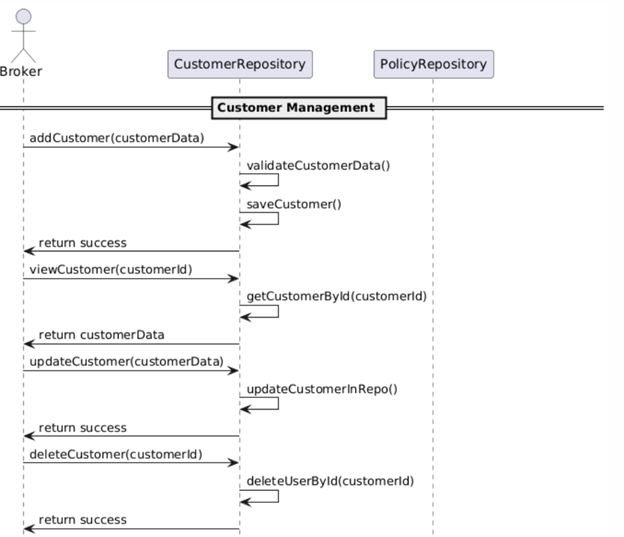 Broker
CustomerRepository
PolicyRepository
Customer Management
addCustomer(customerData)
validateCustomerData()
saveCustomer()
return success
viewCustomer(customerId)
getCustomerById(customerId)
return customerData
updateCustomer(customerData)
updateCustomerInRepo()
return success
deleteCustomer(customerId)
deleteUserById(customerId)
return success